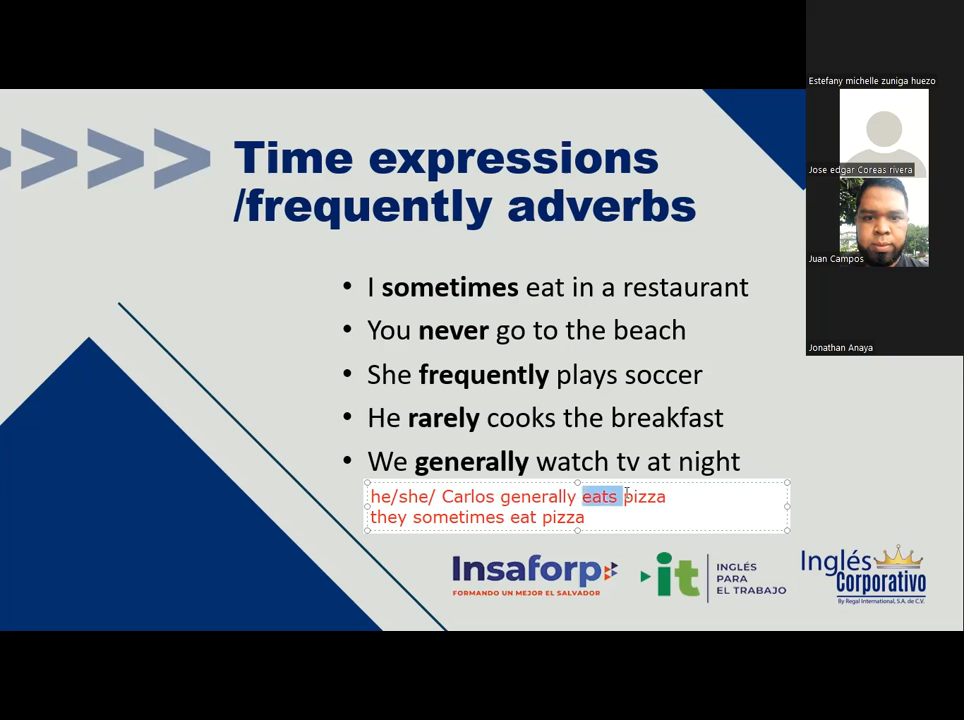 Estefany michelle zuniga huezo
Jose edgar Coreas rivera
Juan Campos
Jonathan Anaya
>>>>
Time expressions
/frequently adverbs
• I sometimes eat in a restaurant
• You never go to the beach
• She frequently plays soccer
• He rarely cooks the breakfast
• We generally watch tv at night
he/she/ Carlos generally eats pizza
they sometimes eat pizza
Insaforp
FORMANDO UN MEJOR EL SALVADOR
it
INGLÉS
PARA
EL TRABAJO
Inglés
Corporativo
By Regal International, S.A. de C.V.